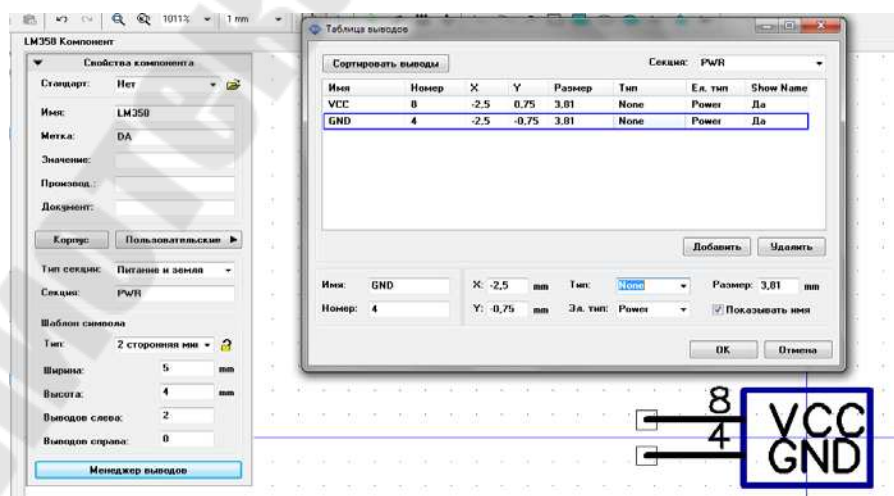 1011% 1 mm
LM358 Компонент
Свойства компонента
Стандарт: Нет
Имя: LM358
Метка: DA
Значение:
Производ.:
Документ:
Корпус Пользовательские
Тип секции: Питание и земля
Секция: PWR
Шаблон символа
Тип: 2 сторонняя мик
Ширина: 5 mm
Высота: 4 mm
Выводов слева: 2
Выводов справа: 0
Менеджер выводов
Таблица выводов
Сортировать выводы Секция: PWR
Имя Номер X Y Размер Тип Ел. тип Show Name
VCC 8 -2,5 0,75 3,81 None Power Да
GND 4 -2,5 -0,75 3,81 None Power Да
Добавить Удалить
Имя: GND X: -2,5 mm Тип: None Размер: 3,81 mm
Номер: 4 Y: -0,75 mm Эл. тип: Power Показывать имя
OK Отмена
8 VCC
4 GND